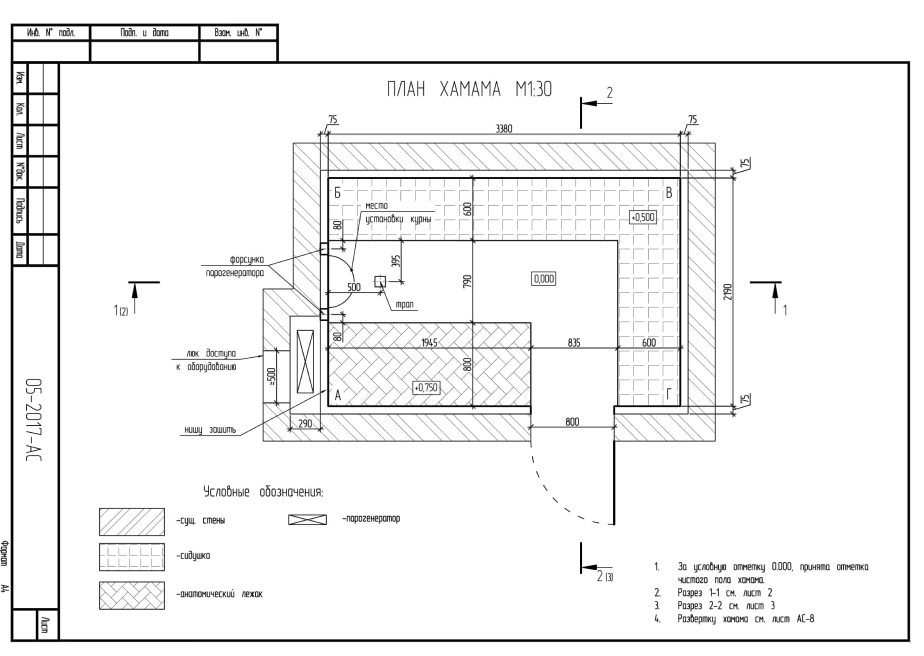 Инв. N° подл.
Подп. и дата
Взам. инв. N°
Изм.
Кол.
Лист
N°док.
Подпись
Дата
05-2017-АС
Формат А4
Лист
ПЛАН ХАМАМА М1:30
2
75
3380
75
75
Б
В
место
установки курны
600
+0,500
80
форсунка
парогенератора
395
790
0,000
500
2190
1(2)
1
трап
80
1945
835
600
люк доступа
к оборудованию
≥500
800
+0,750
А
Г
75
нишу зашить
290
800
Условные обозначения:
-сущ. стены
-парогенератор
-сидушка
-анатомический лежак
2 (3)
1. За условную отметку 0.000, принята отметка
чистого пола хамама.
2. Разрез 1-1 см. лист 2
3. Разрез 2-2 см. лист 3
4. Развертку хамама см. лист АС-8